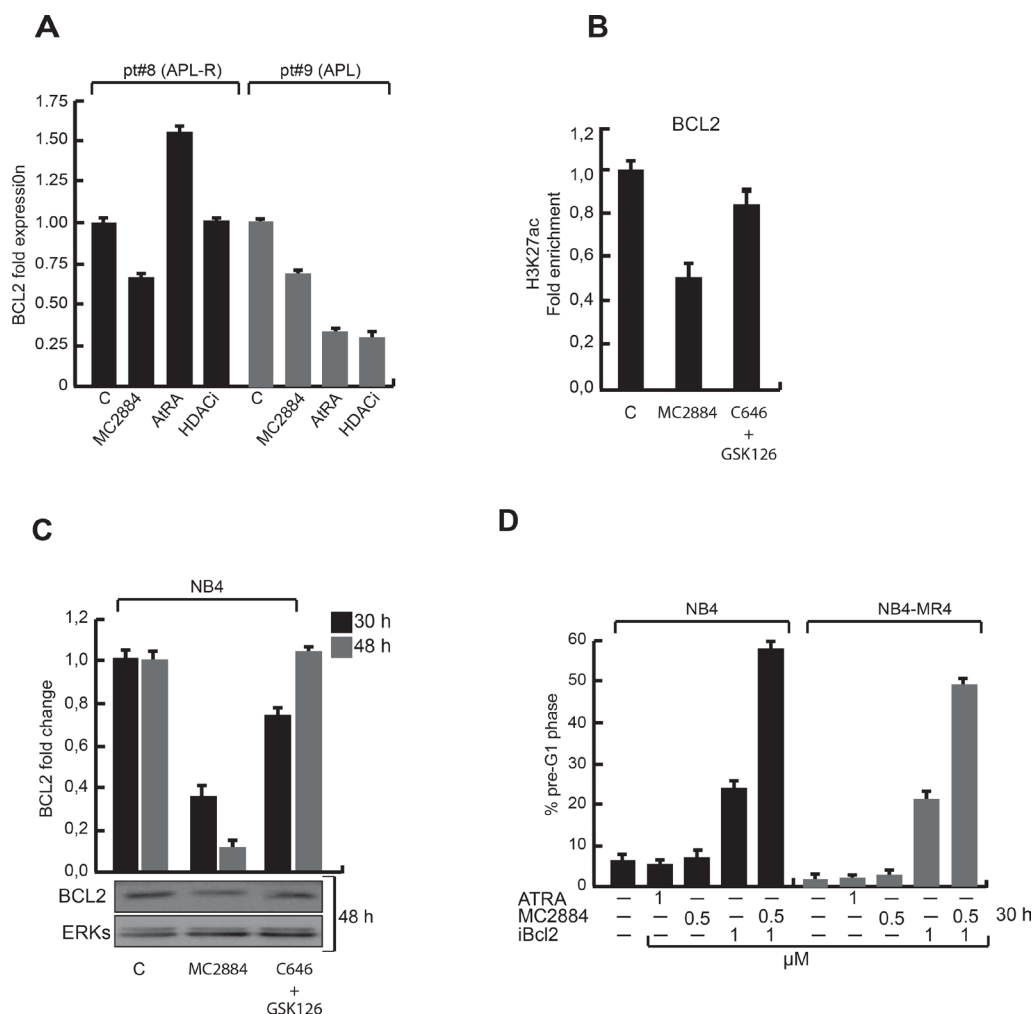 A
pt#8 (APL-R)
pt#9 (APL)
BCL2 fold expressi0n
1.75
1.50
1.25
1.00
0.75
0.50
0.25
0
C
MC2884
AtRA
HDACi
C
MC2884
AtRA
HDACi
B
BCL2
H3K27ac
Fold enrichment
1,2
1,0
0,8
0,6
0,4
0,2
0,0
C
MC2884
C646
+
GSK126
C
NB4
30 h
48 h
BCL2 fold change
1,2
1,0
0,8
0,6
0,4
0,2
0,0
BCL2
ERKs
48 h
C
MC2884
C646
+
GSK126
D
NB4
NB4-MR4
% pre-G1 phase
60
50
40
30
20
10
0
ATRA – 1 – – – – 1 – – –
MC2884 – – 0.5 – 0.5 – – 0.5 – 0.5
iBcl2 – – – 1 1 – – – 1 1
30 h
µM